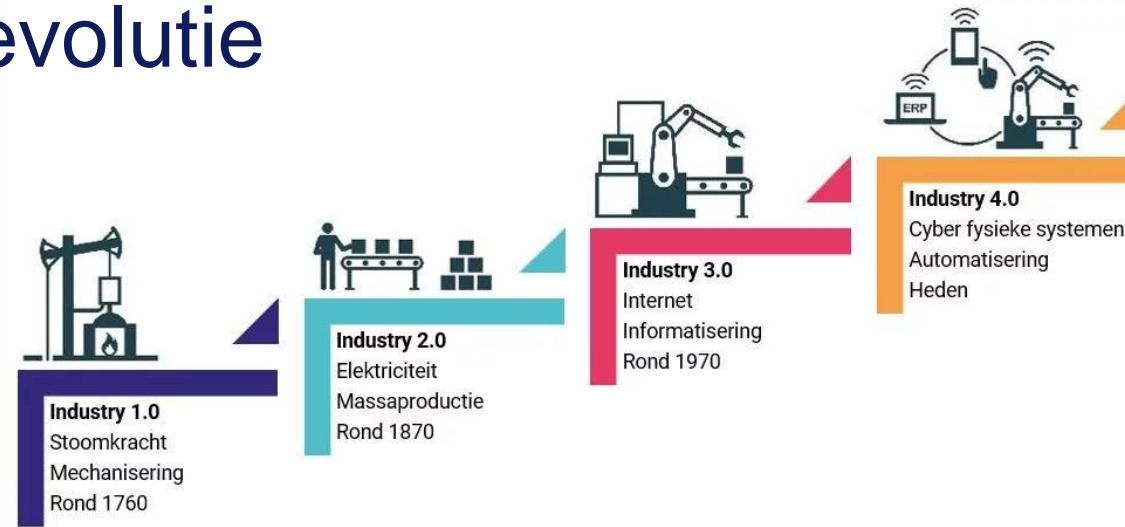 evolutie
ERP
Industry 1.0
Stoomkracht
Mechanisering
Rond 1760
Industry 2.0
Elektriciteit
Massaproductie
Rond 1870
Industry 3.0
Internet
Informatisering
Rond 1970
Industry 4.0
Cyber fysieke systemen
Automatisering
Heden